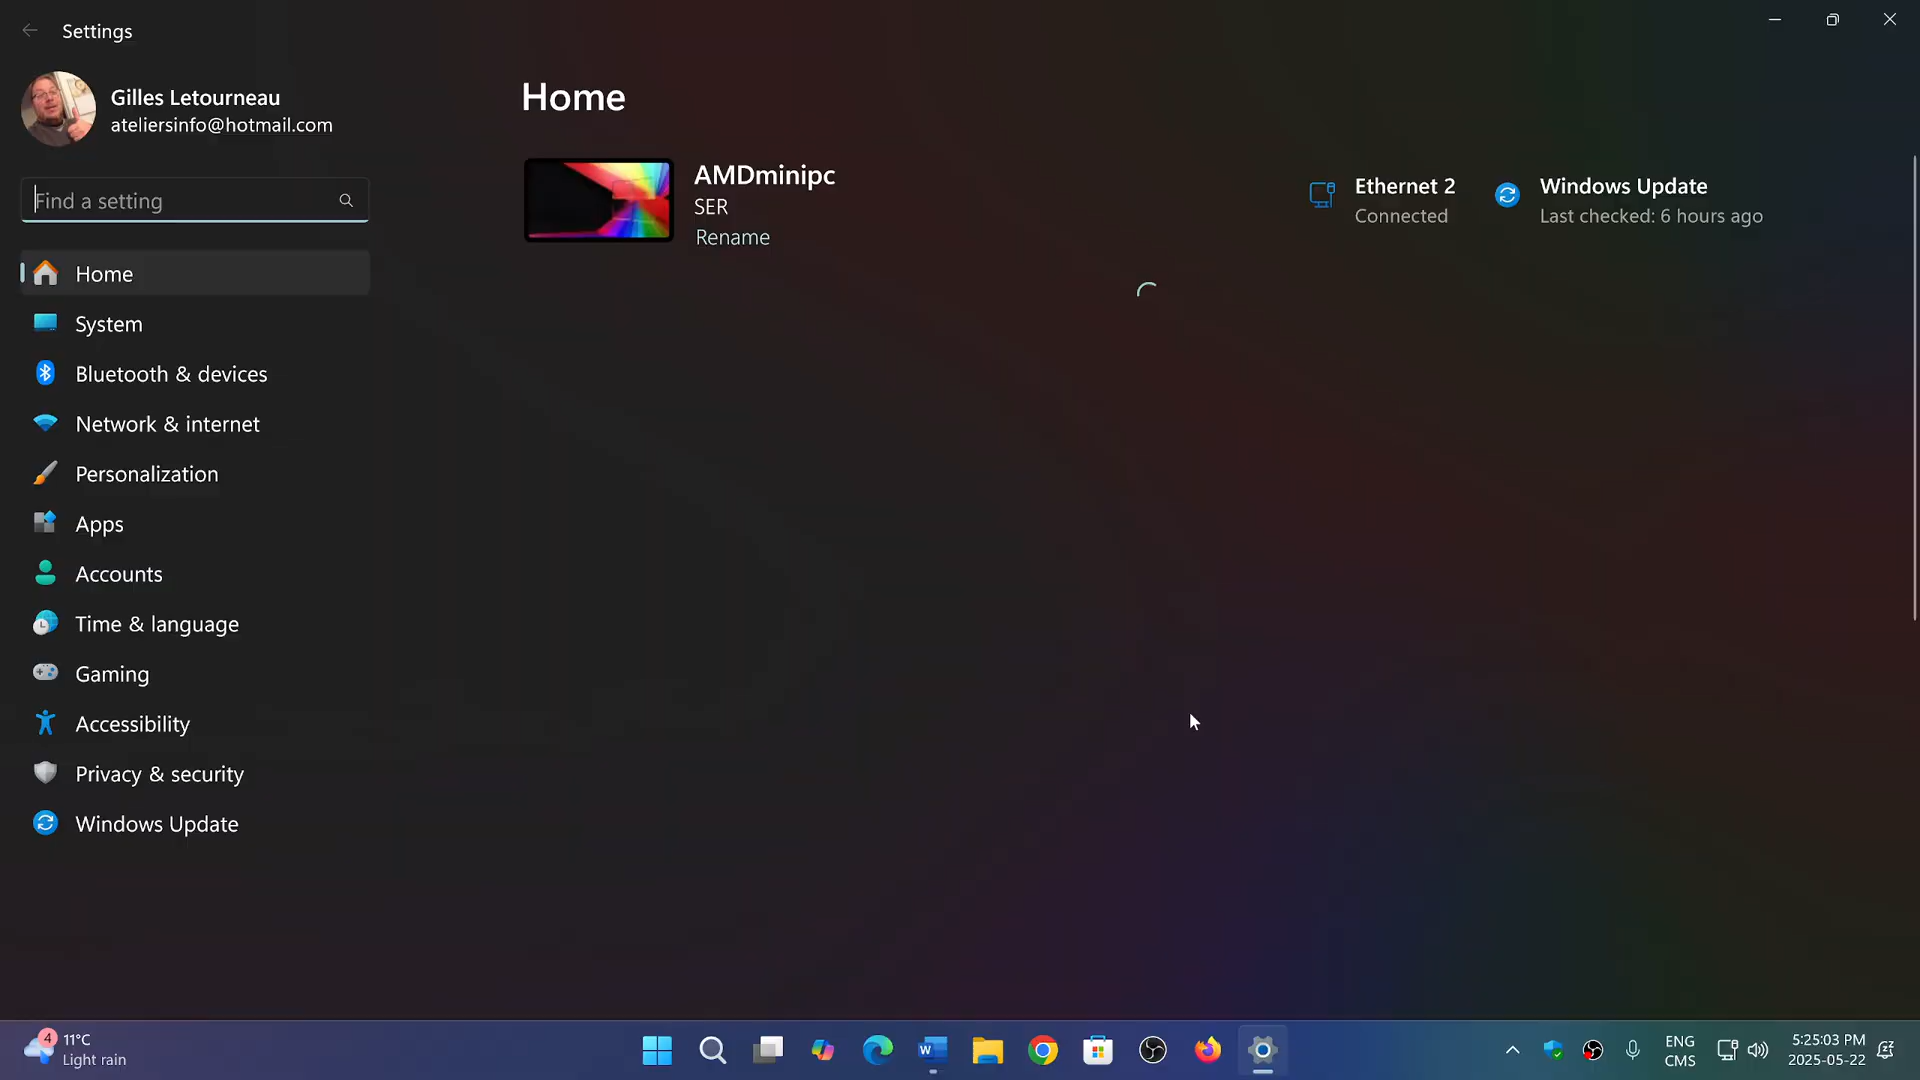 Settings
Gilles Letourneau
ateliersinfo@hotmail.com
Find a setting
Home
System
Bluetooth & devices
Network & internet
Personalization
Apps
Accounts
Time & language
Gaming
Accessibility
Privacy & security
Windows Update
Home
AMDminipc
SER
Rename
Ethernet 2
Connected
Windows Update
Last checked: 6 hours ago
4
11°C
Light rain
W
ENG
CMS
5:25:03 PM
2025-05-22